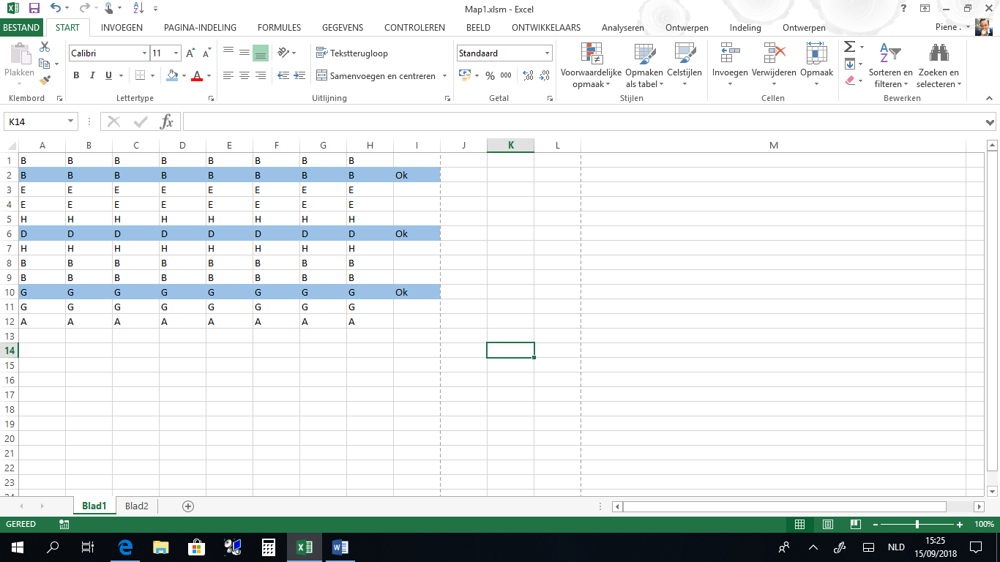 Map1.xlsm - Excel
?
BESTAND START INVOEGEN PAGINA-INDELING FORMULES GEGEVENS CONTROLEREN BEELD ONTWIKKELAARS Analyseren Ontwerpen Indeling Ontwerpen Piene .
Plakken
Calibri 11
B I U
A A
A
Tekstterugloop
Samenvoegen en centreren
Standaard
% 000
Voorwaardelijke opmaak
Opmaken als tabel
Celstijlen
Invoegen Verwijderen Opmaak
Sorteren en filteren
Zoeken en selecteren
Klembord Lettertype Uitlijning Getal Stijlen Cellen Bewerken
K14 fx
A B C D E F G H I J K L M
1 B B B B B B B B
2 B B B B B B B B Ok
3 E E E E E E E E
4 E E E E E E E E
5 H H H H H H H H
6 D D D D D D D D Ok
7 H H H H H H H H
8 B B B B B B B B
9 B B B B B B B B
10 G G G G G G G G Ok
11 G G G G G G G G
12 A A A A A A A A
13
14
15
16
17
18
19
20
21
22
23
Blad1 Blad2
GEREED 100%
NLD 15:25
15/09/2018